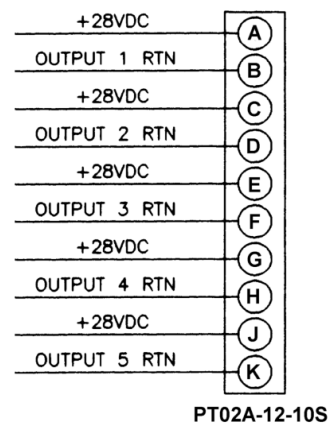 +28VDC A
OUTPUT 1 RTN B
+28VDC C
OUTPUT 2 RTN D
+28VDC E
OUTPUT 3 RTN F
+28VDC G
OUTPUT 4 RTN H
+28VDC J
OUTPUT 5 RTN K
PT02A-12-10S